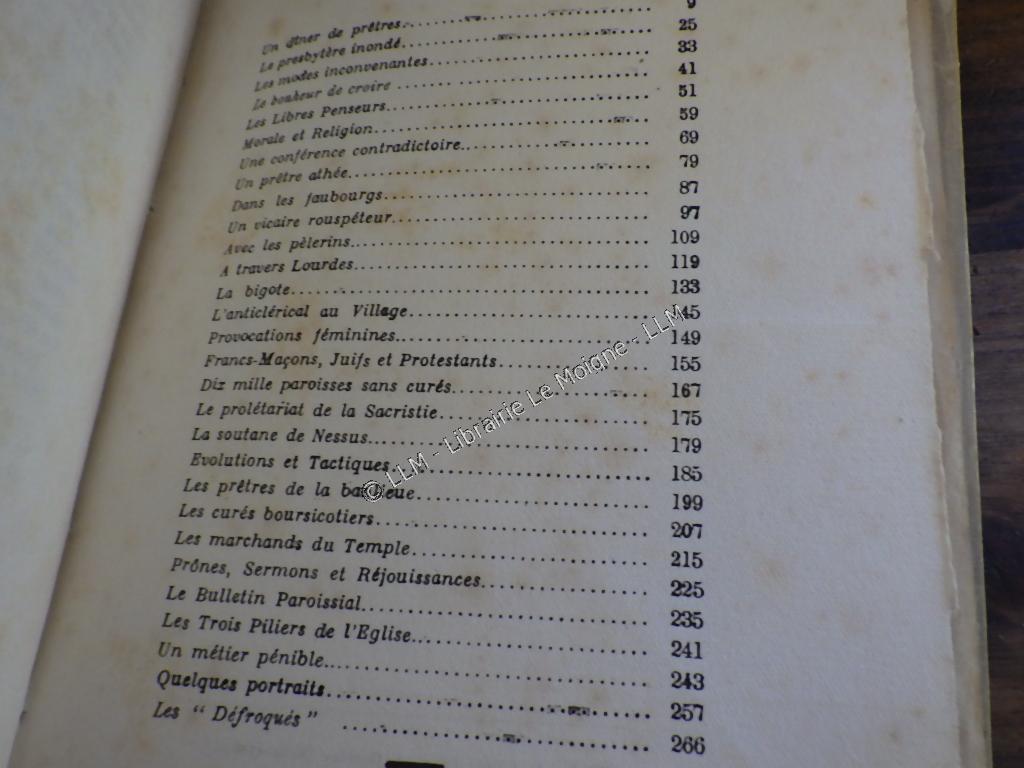 Un dîner de prêtres........................ 9
Le presbytère inondé........................ 25
Les modes inconvenantes........................ 33
Le bonheur de croire ........................ 41
Les Libres Penseurs........................ 51
Morale et Religion........................ 59
Une conférence contradictoire........................ 69
Un prêtre athée........................ 79
Dans les faubourgs........................ 87
Un vicaire rouspéteur........................ 97
Avec les pèlerins........................ 109
A travers Lourdes........................ 119
La bigote........................ 133
L'anticlérical au Village........................ 145
Provocations féminines........................ 149
Francs-Maçons, Juifs et Protestants........................ 155
Dix mille paroisses sans curés........................ 167
Le prolétariat de la Sacristie........................ 175
La soutane de Nessus........................ 179
Evolutions et Tactiques........................ 185
Les prêtres de la banlieue........................ 199
Les curés boursicotiers........................ 207
Les marchands du Temple........................ 215
Prônes, Sermons et Réjouissances........................ 225
Le Bulletin Paroissial........................ 235
Les Trois Piliers de l'Eglise........................ 241
Un métier pénible........................ 243
Quelques portraits........................ 257
Les " Défroqués " ........................ 266
© LLM - Librairie Le Moigne - LLM